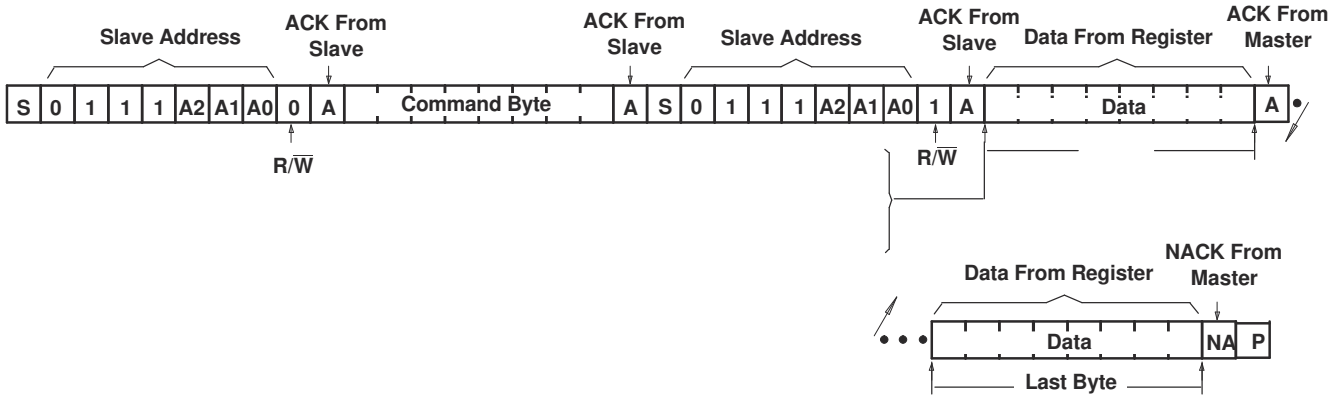 Slave Address
ACK From
Slave
ACK From
Slave
Slave Address
ACK From
Slave
Data From Register
ACK From
Master
S 0 1 1 1 A2 A1 A0 0 A Command Byte A S 0 1 1 1 A2 A1 A0 1 A Data A
R/W̅
R/W̅
Data From Register
NACK From
Master
Data NA P
Last Byte